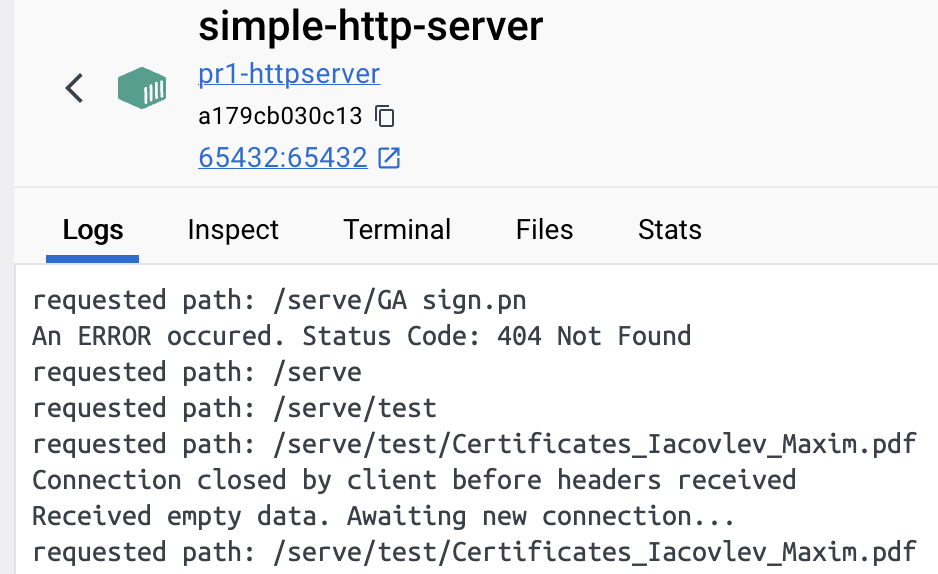 simple-http-server
pr1-httpserver
a179cb030c13
65432:65432
Logs Inspect Terminal Files Stats
requested path: /serve/GA sign.pn
An ERROR occured. Status Code: 404 Not Found
requested path: /serve
requested path: /serve/test
requested path: /serve/test/Certificates_Iacovlev_Maxim.pdf
Connection closed by client before headers received
Received empty data. Awaiting new connection...
requested path: /serve/test/Certificates_Iacovlev_Maxim.pdf